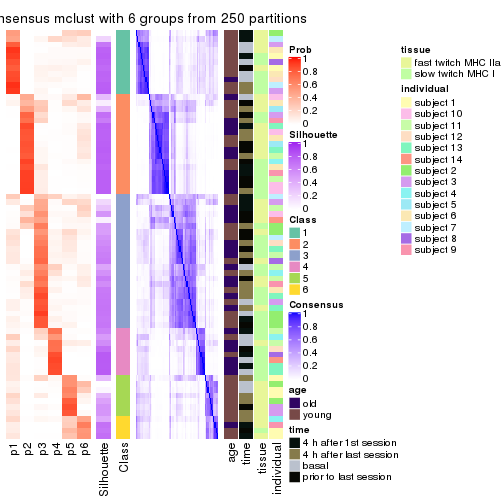 nsensus mclust with 6 groups from 250 partitions
p1
p2
p3
p4
p5
p6
Silhouette
Class
age
time
tissue
individual
Prob
1
0.8
0.6
0.4
0.2
0
Silhouette
1
0.8
0.6
0.4
0.2
0
Class
1
2
3
4
5
6
Consensus
1
0.8
0.6
0.4
0.2
0
age
old
young
time
4 h after 1st session
4 h after last session
basal
prior to last session
tissue
fast twitch MHC IIa
slow twitch MHC I
individual
subject 1
subject 10
subject 11
subject 12
subject 13
subject 14
subject 2
subject 3
subject 4
subject 5
subject 6
subject 7
subject 8
subject 9